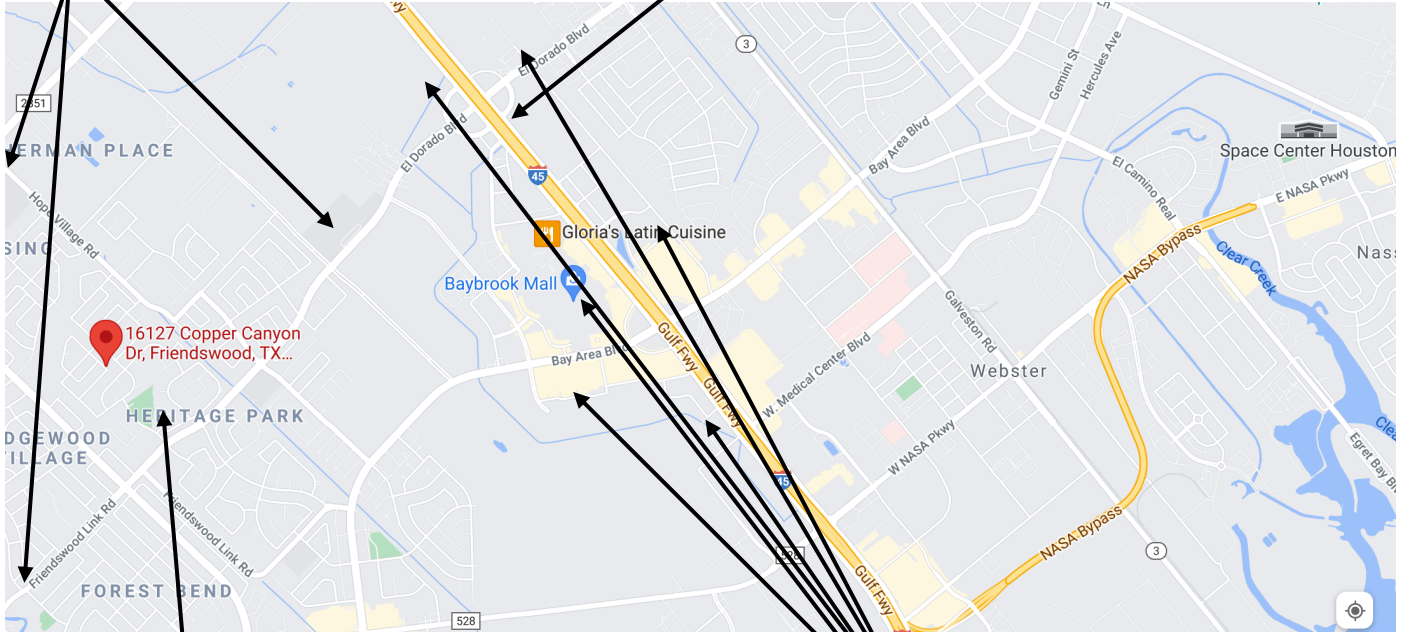 wy
El Dorado Blvd
3
Ln
Gemini St
Hercules Ave
2351
El Dorado Blvd
ERMAN PLACE
45
Bay Area Blvd
Space Center Houston
El Camino Real
E NASA Pkwy
Hope Village Rd
Gloria's Latin Cuisine
SING
NASA Bypass
Clear Creek
Nass
Baybrook Mall
16127 Copper Canyon
Dr, Friendswood, TX...
Galveston Rd
Gulf Fwy
Bay Area Blvd
W. Medical Center Blvd
Webster
Gulf Fwy
HERITAGE PARK
DGEWOOD
VILLAGE
W NASA Pkwy
Clea
Egret Bay Bl
45
Friendswood Link Rd
Friendswood Link Rd
NASA Bypass
528
3
Gulf Fwy
FOREST BEND
528